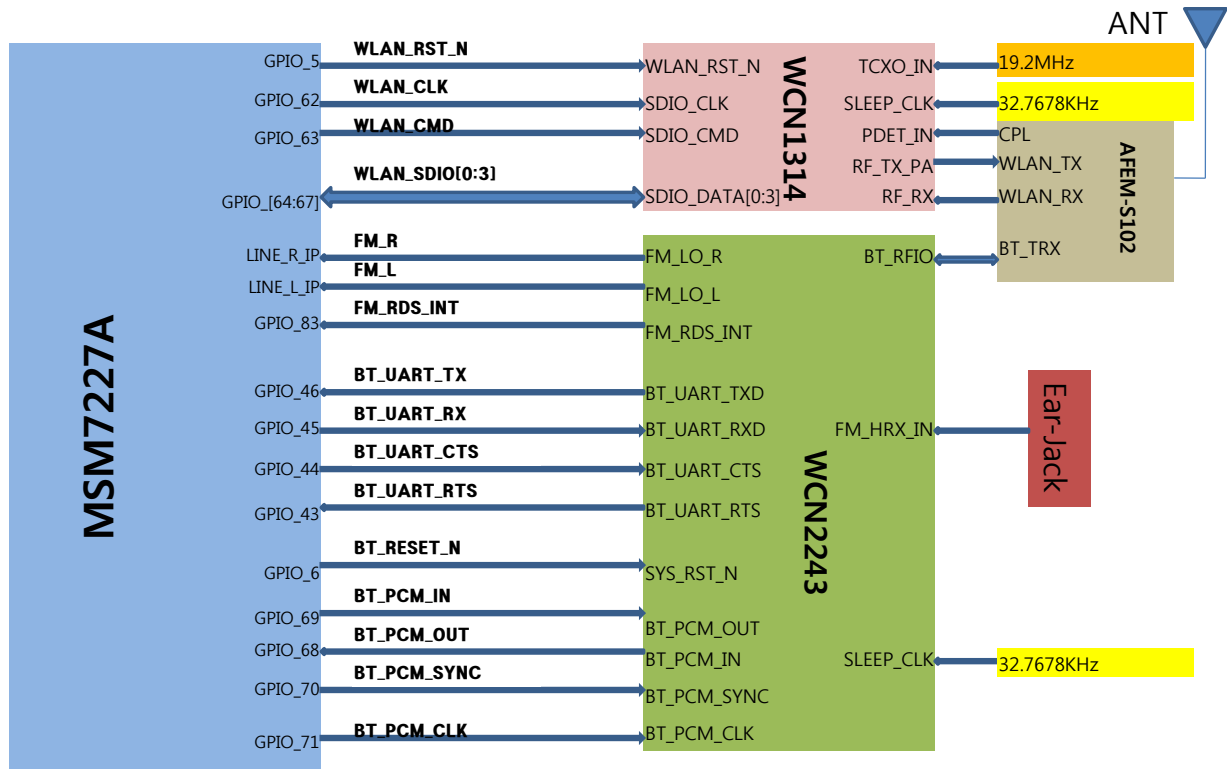 ANT
MSM7227A
GPIO_5
GPIO_62
GPIO_63
GPIO_[64:67]
LINE_R_IP
LINE_L_IP
GPIO_83
GPIO_46
GPIO_45
GPIO_44
GPIO_43
GPIO_6
GPIO_69
GPIO_68
GPIO_70
GPIO_71
WLAN_RST_N
WLAN_CLK
WLAN_CMD
WLAN_SDIO[0:3]
FM_R
FM_L
FM_RDS_INT
BT_UART_TX
BT_UART_RX
BT_UART_CTS
BT_UART_RTS
BT_RESET_N
BT_PCM_IN
BT_PCM_OUT
BT_PCM_SYNC
BT_PCM_CLK
WCN1314
WLAN_RST_N
SDIO_CLK
SDIO_CMD
SDIO_DATA[0:3]
TCXO_IN
SLEEP_CLK
PDET_IN
RF_TX_PA
RF_RX
WCN2243
FM_LO_R
FM_LO_L
FM_RDS_INT
BT_UART_TXD
BT_UART_RXD
BT_UART_CTS
BT_UART_RTS
SYS_RST_N
BT_PCM_OUT
BT_PCM_IN
BT_PCM_SYNC
BT_PCM_CLK
BT_RFIO
FM_HRX_IN
SLEEP_CLK
19.2MHz
32.7678KHz
AFEM-S102
CPL
WLAN_TX
WLAN_RX
BT_TRX
Ear-Jack
32.7678KHz